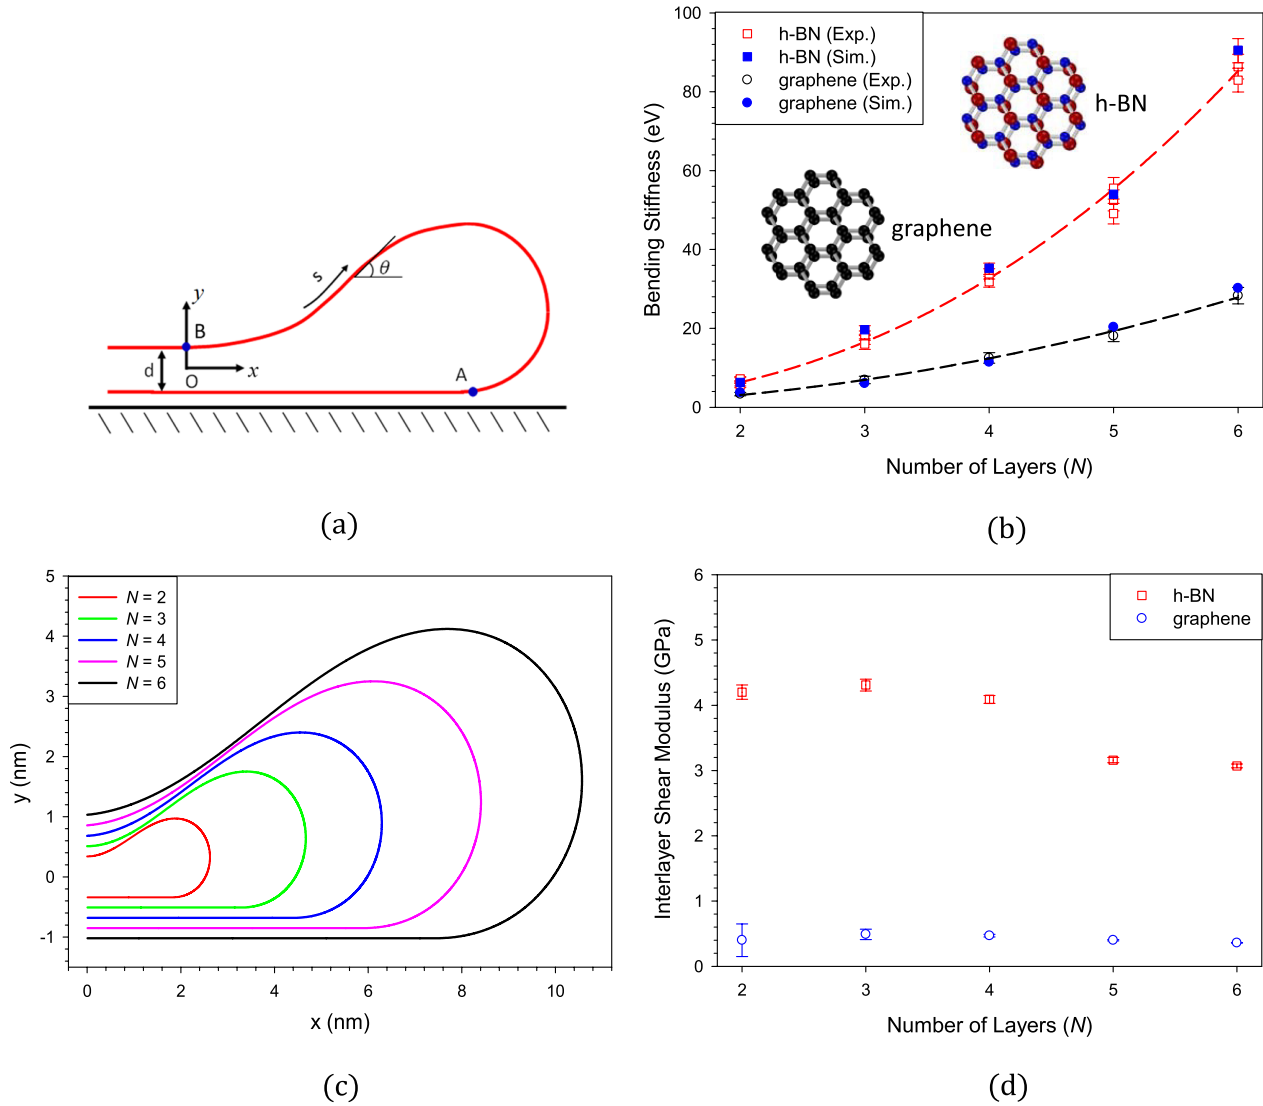 y
s
θ
B
d
O
x
A
(a)
100
80
60
40
20
0
Bending Stiffness (eV)
h-BN (Exp.)
h-BN (Sim.)
graphene (Exp.)
graphene (Sim.)
h-BN
graphene
2 3 4 5 6
Number of Layers (N)
(b)
5
4
3
2
1
0
-1
y (nm)
N = 2
N = 3
N = 4
N = 5
N = 6
0 2 4 6 8 10
x (nm)
(c)
6
5
4
3
2
1
0
Interlayer Shear Modulus (GPa)
h-BN
graphene
2 3 4 5 6
Number of Layers (N)
(d)